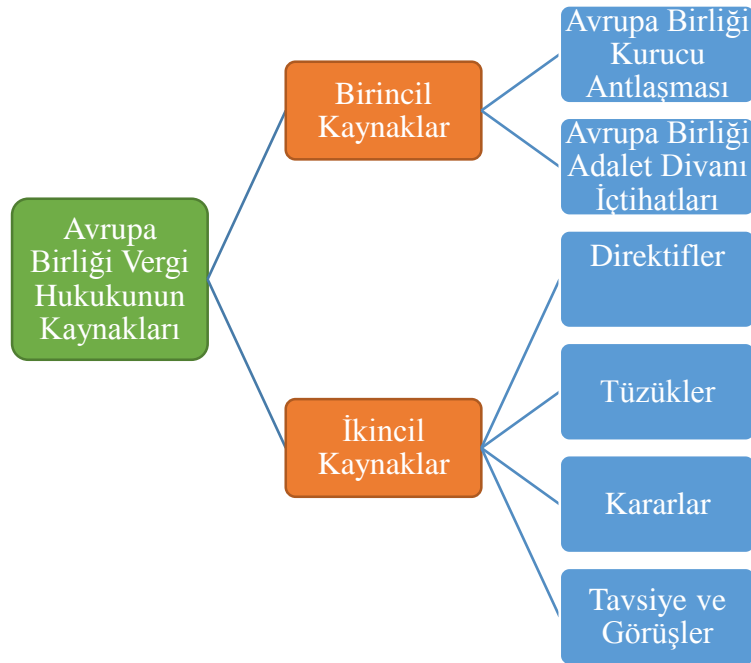 Avrupa
Birliği Vergi
Hukukunun
Kaynakları
Birincil
Kaynaklar
Avrupa Birliği
Kurucu
Antlaşması
Avrupa Birliği
Adalet Divanı
İçtihatları
İkincil
Kaynaklar
Direktifler
Tüzükler
Kararlar
Tavsiye ve
Görüşler